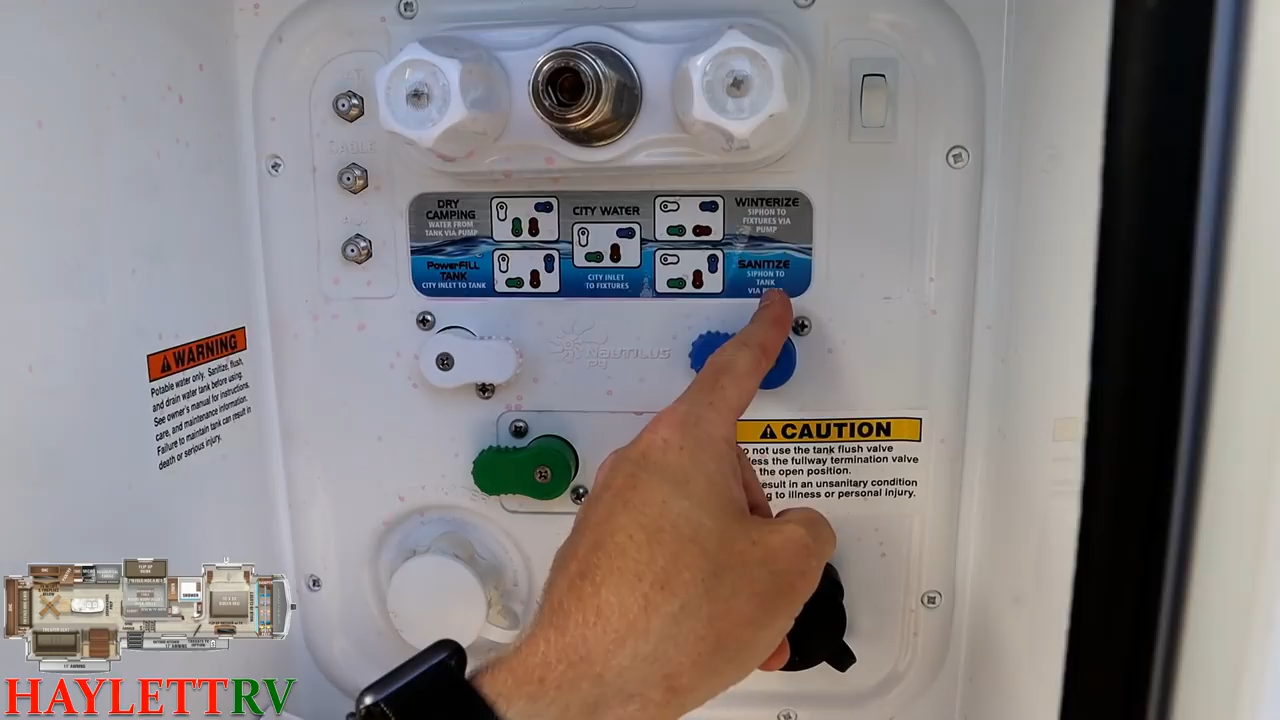 CABLE
DRY
CAMPING
WATER FROM
TANK VIA PUMP
CITY WATER
WINTERIZE
SIPHON TO
FIXTURES VIA
PUMP
PowerFILL
TANK
CITY INLET TO TANK
CITY INLET
TO FIXTURES
SANITIZE
SIPHON TO
TANK
VIA
NAUTILUS
P4
WARNING
Potable water only. Sanitize, flush,
and drain water tank before using.
See owner's manual for instructions,
care, and maintenance information.
Failure to maintain tank can result in
death or serious injury.
CAUTION
not use the tank flush valve
the fullway termination valve
the open position.
result in an unsanitary condition
to illness or personal injury.
SHOWER
HAYLETTRV